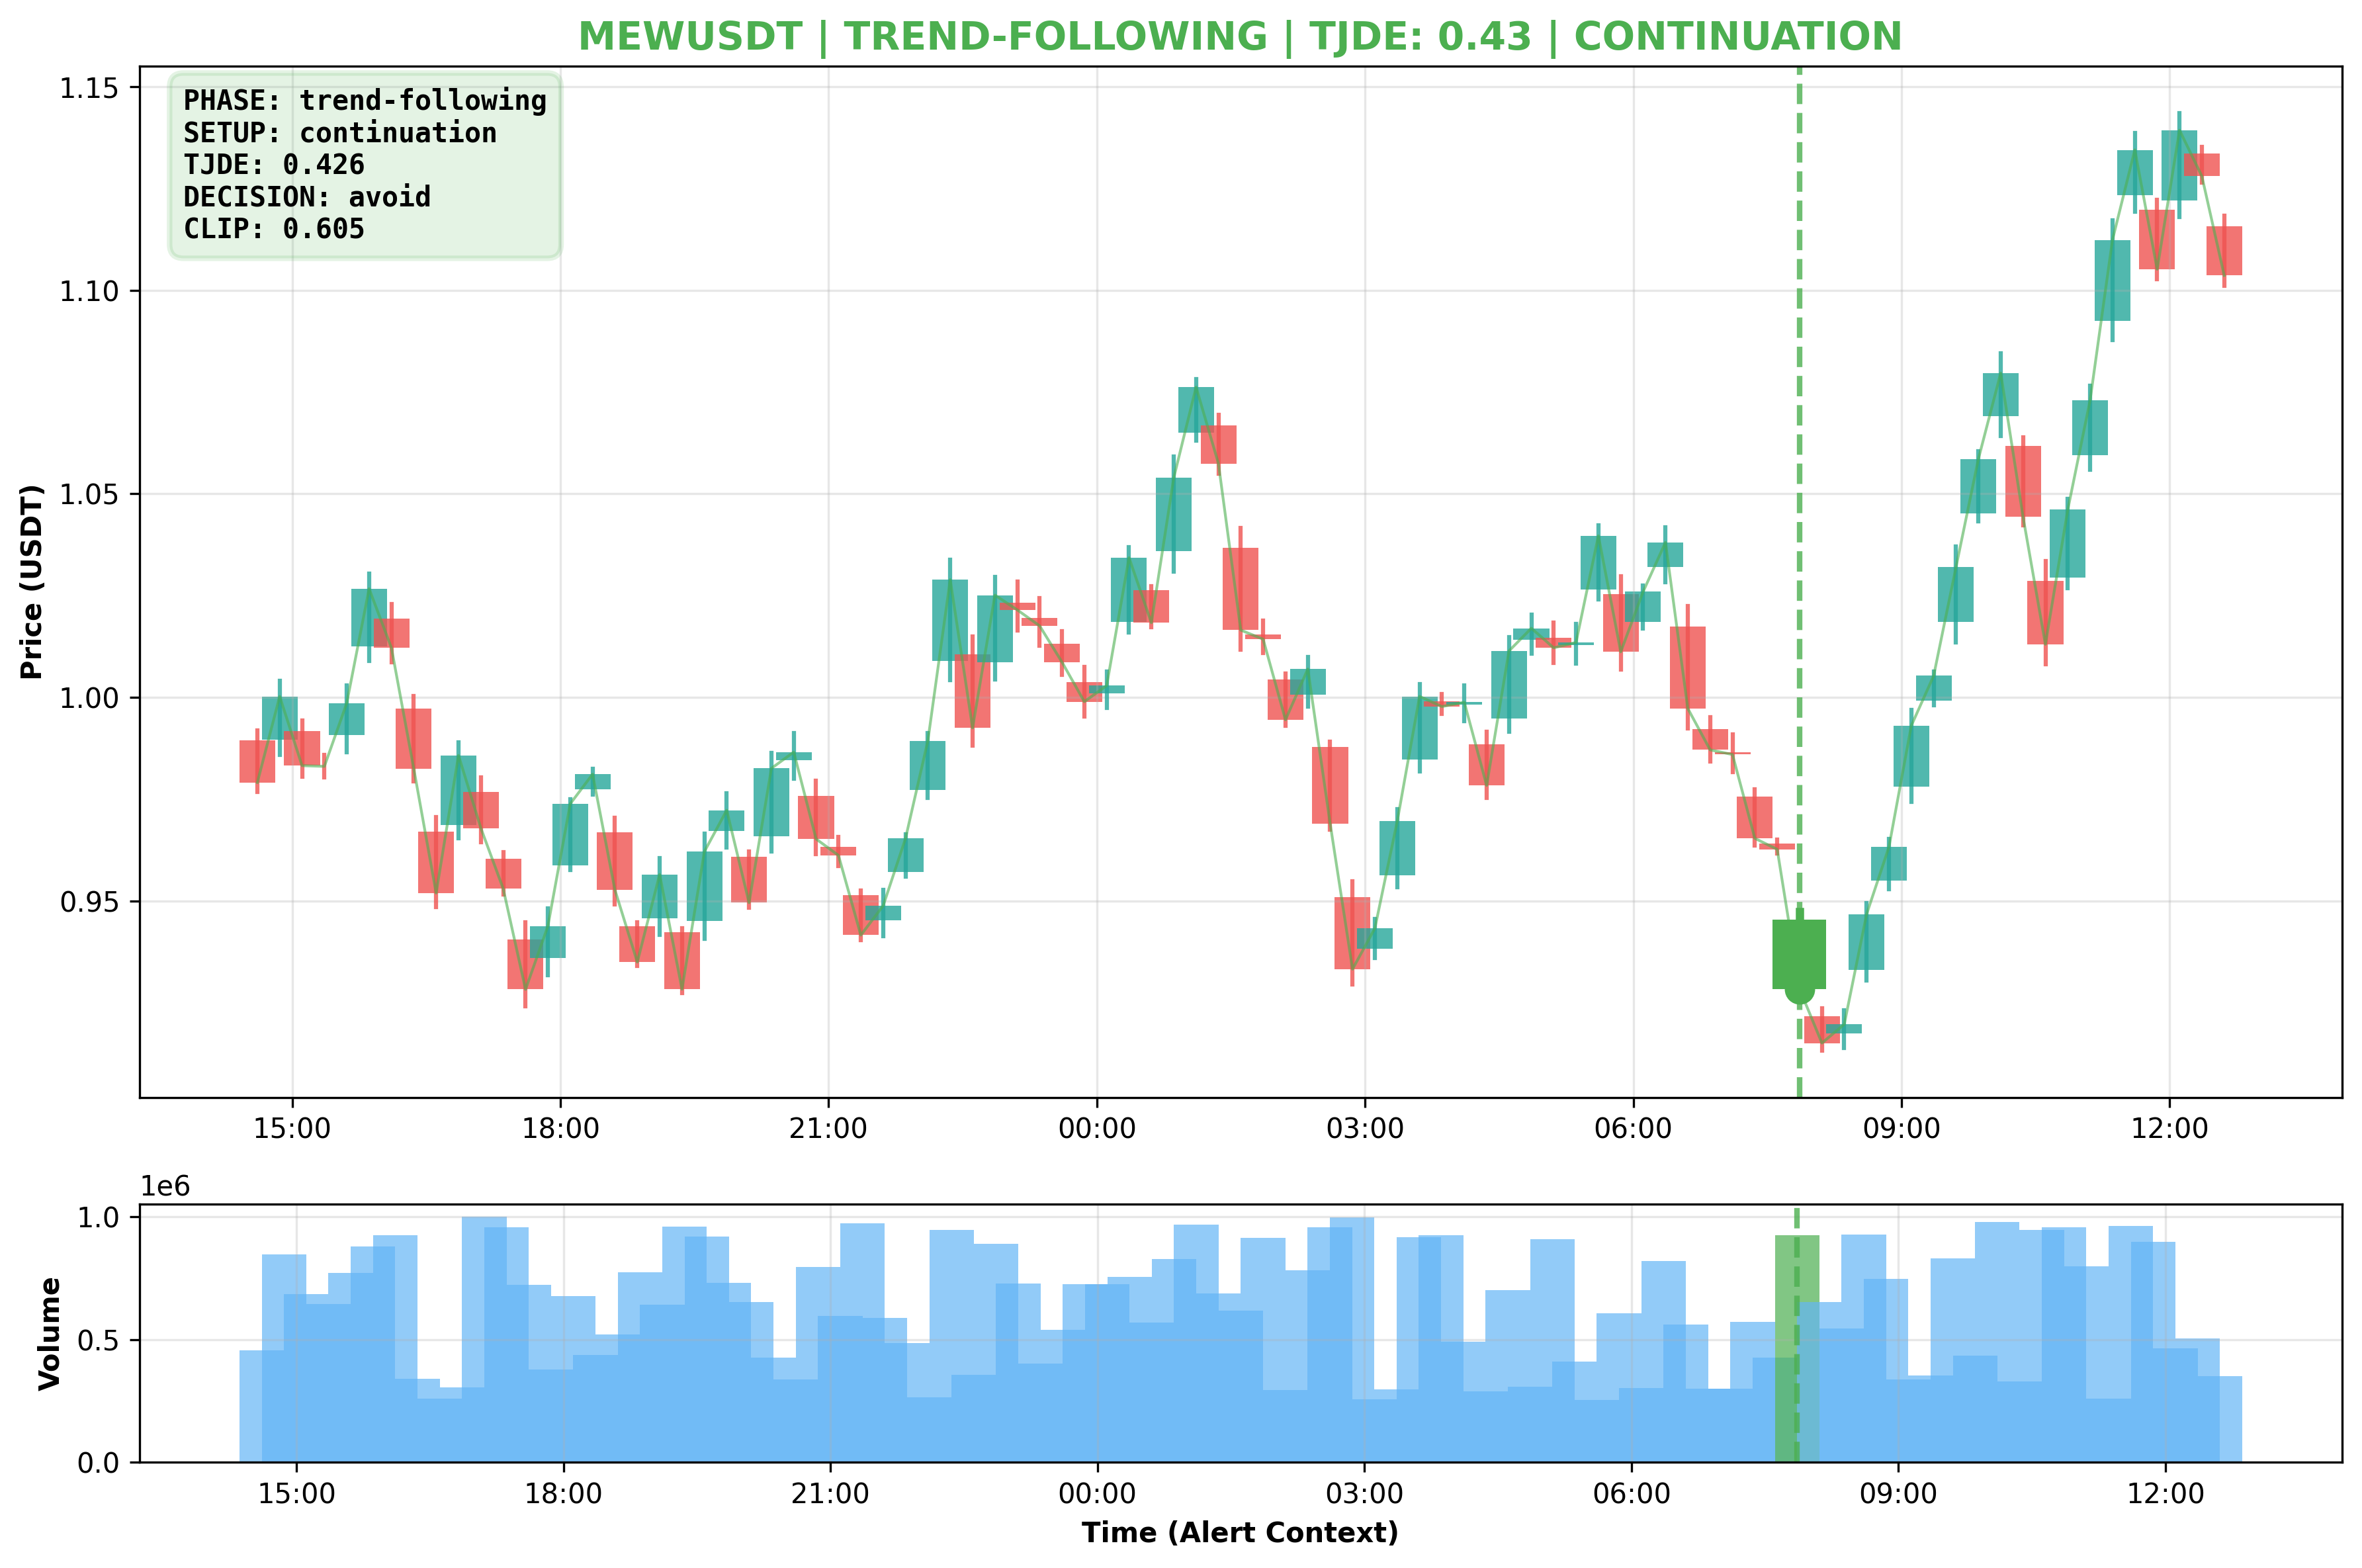 MEWUSDT | TREND-FOLLOWING | TJDE: 0.43 | CONTINUATION
PHASE: trend-following
SETUP: continuation
TJDE: 0.426
DECISION: avoid
CLIP: 0.605
Price (USDT)
1.15
1.10
1.05
1.00
0.95
15:00 18:00 21:00 00:00 03:00 06:00 09:00 12:00
1e6
Volume
1.0
0.5
0.0
15:00 18:00 21:00 00:00 03:00 06:00 09:00 12:00
Time (Alert Context)